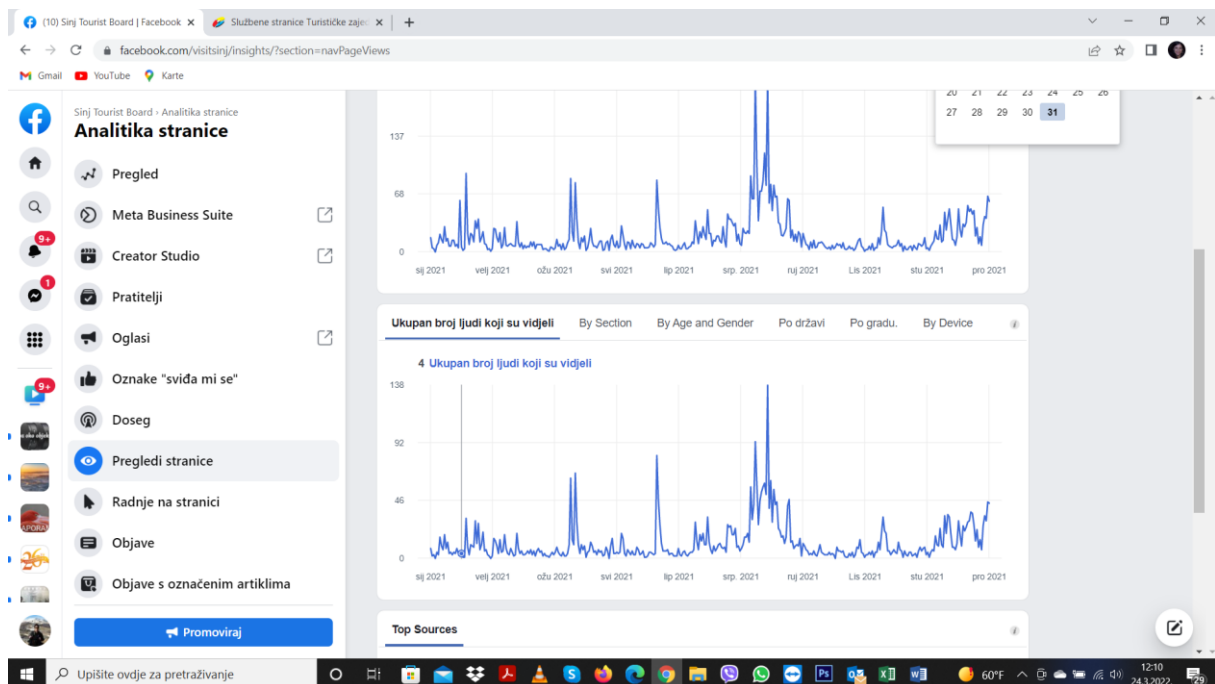 (10) Sinj Tourist Board | Facebook
Službene stranice Turističke zajed
facebook.com/visitsinj/insights/?section=navPageViews
Gmail
YouTube
Karte
Sinj Tourist Board › Analitika stranice
Analitika stranice
Pregled
Meta Business Suite
Creator Studio
Pratitelji
Oglasi
Oznake "sviđa mi se"
Doseg
Pregledi stranice
Radnje na stranici
Objave
Objave s označenim artiklima
Promoviraj
9+
1
9+
20 21 22 23 24 25 26
27 28 29 30 31
137
68
0
sij 2021 velj 2021 ožu 2021 svi 2021 lip 2021 srp. 2021 ruj 2021 Lis 2021 stu 2021 pro 2021
Ukupan broj ljudi koji su vidjeli By Section By Age and Gender Po državi Po gradu. By Device
4 Ukupan broj ljudi koji su vidjeli
138
92
46
0
sij 2021 velj 2021 ožu 2021 svi 2021 lip 2021 srp. 2021 ruj 2021 Lis 2021 stu 2021 pro 2021
Top Sources
Upišite ovdje za pretraživanje
60°F
12:10
24.3.2022.
29